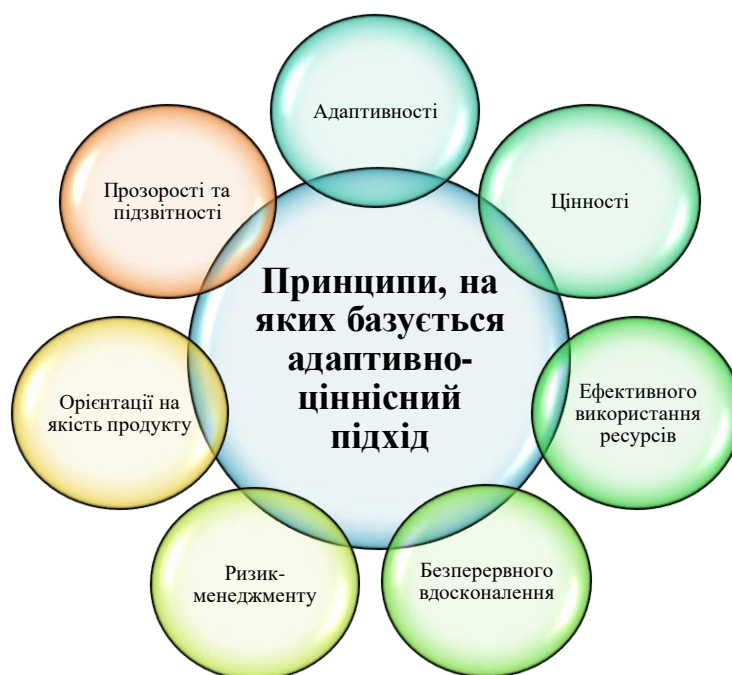 Адаптивності
Цінності
Ефективного
використання
ресурсів
Безперервного
вдосконалення
Ризик-
менеджменту
Орієнтації на
якість продукту
Прозорості та
підзвітності
Принципи, на
яких базується
адаптивно-
ціннісний
підхід